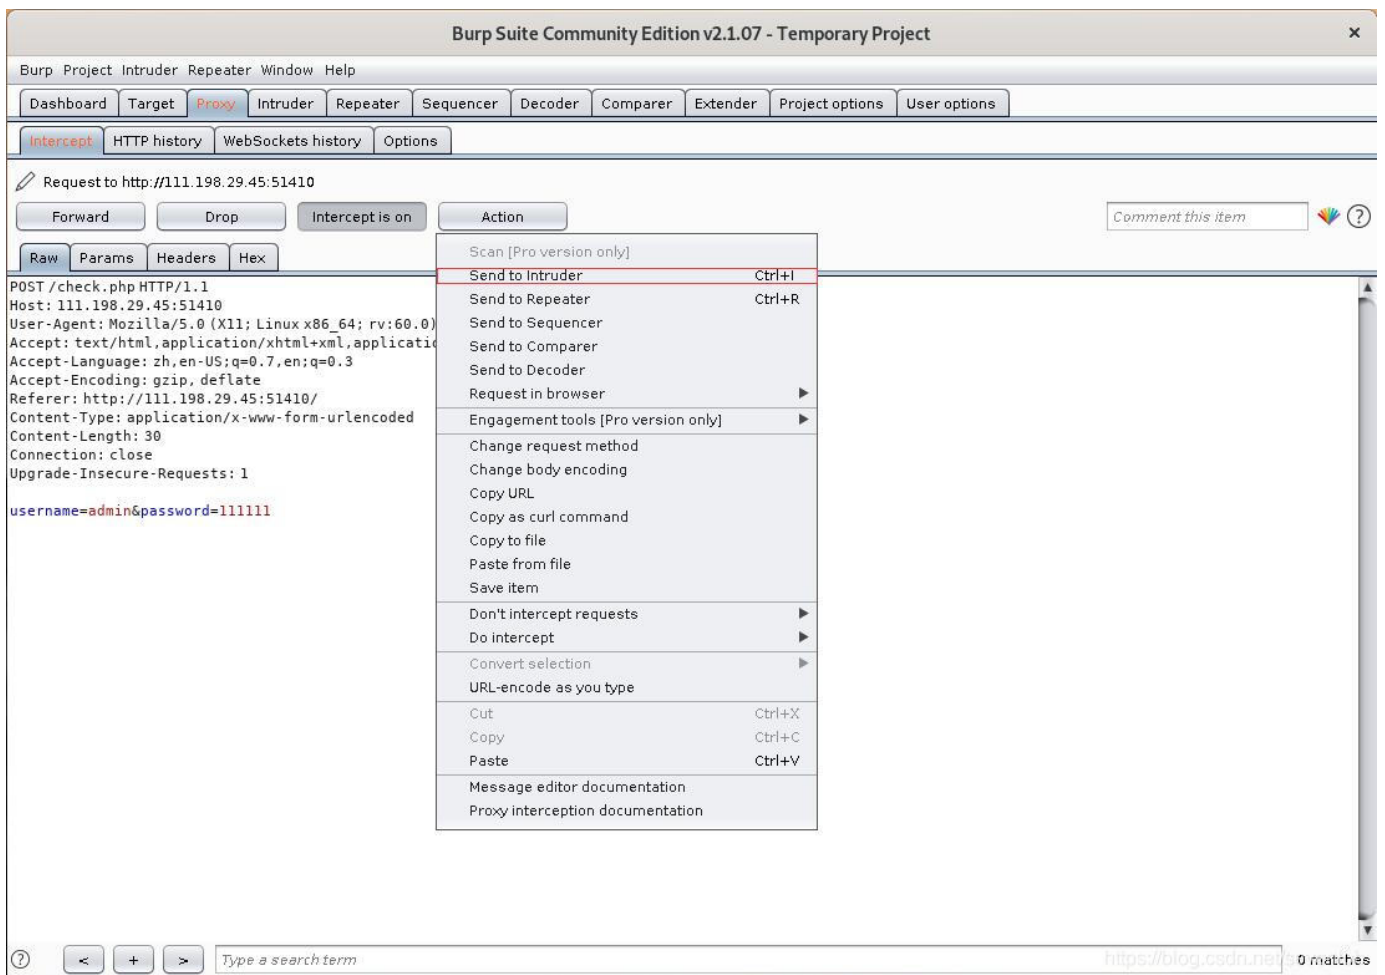 Burp Suite Community Edition v2.1.07 - Temporary Project
×
Burp Project Intruder Repeater Window Help
Dashboard Target Proxy Intruder Repeater Sequencer Decoder Comparer Extender Project options User options
Intercept HTTP history WebSockets history Options
Request to http://111.198.29.45:51410
Forward Drop Intercept is on Action Comment this item ?
Raw Params Headers Hex
POST /check.php HTTP/1.1
Host: 111.198.29.45:51410
User-Agent: Mozilla/5.0 (X11; Linux x86_64; rv:60.0)
Accept: text/html,application/xhtml+xml,applicatio
Accept-Language: zh,en-US;q=0.7,en;q=0.3
Accept-Encoding: gzip, deflate
Referer: http://111.198.29.45:51410/
Content-Type: application/x-www-form-urlencoded
Content-Length: 30
Connection: close
Upgrade-Insecure-Requests: 1
username=admin&password=111111
Scan [Pro version only]
Send to Intruder Ctrl+I
Send to Repeater Ctrl+R
Send to Sequencer
Send to Comparer
Send to Decoder
Request in browser
Engagement tools [Pro version only]
Change request method
Change body encoding
Copy URL
Copy as curl command
Copy to file
Paste from file
Save item
Don't intercept requests
Do intercept
Convert selection
URL-encode as you type
Cut Ctrl+X
Copy Ctrl+C
Paste Ctrl+V
Message editor documentation
Proxy interception documentation
? < + > Type a search term 0 matches